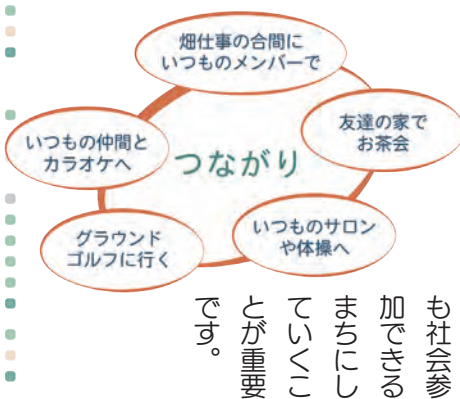 畑仕事の合間に
いつものメンバーで
友達の家で
お茶会
いつもの仲間と
カラオケへ
つながり
いつものサロン
や体操へ
グラウンド
ゴルフに行く
も社会参
加できる
まちにし
ていくこ
とが重要
です。